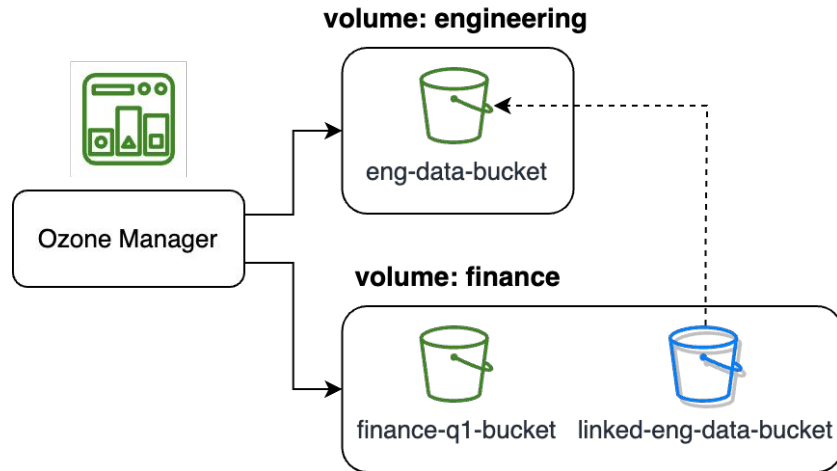 volume: engineering
eng-data-bucket
Ozone Manager
volume: finance
finance-q1-bucket
linked-eng-data-bucket